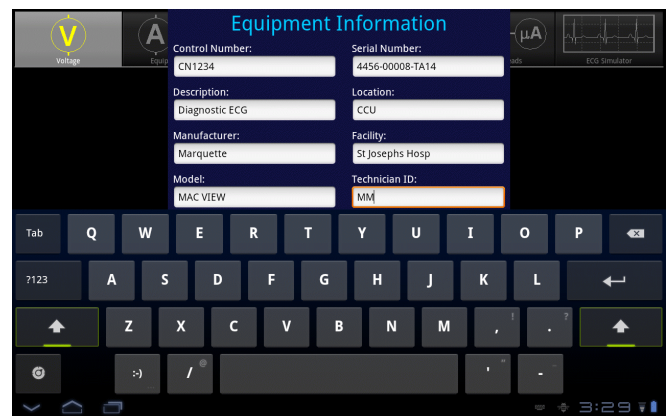 Equipment Information
V
A
μA
Voltage
Equip
ads
ECG Simulator
Control Number:
Serial Number:
CN1234
4456-00008-TA14
Description:
Location:
Diagnostic ECG
CCU
Manufacturer:
Facility:
Marquette
St Josephs Hosp
Model:
Technician ID:
MAC VIEW
MM
Tab Q W E R T Y U I O P
?123 A S D F G H J K L
Z X C V B N M , ! . ?
:-) / @ ' " - _
3:29